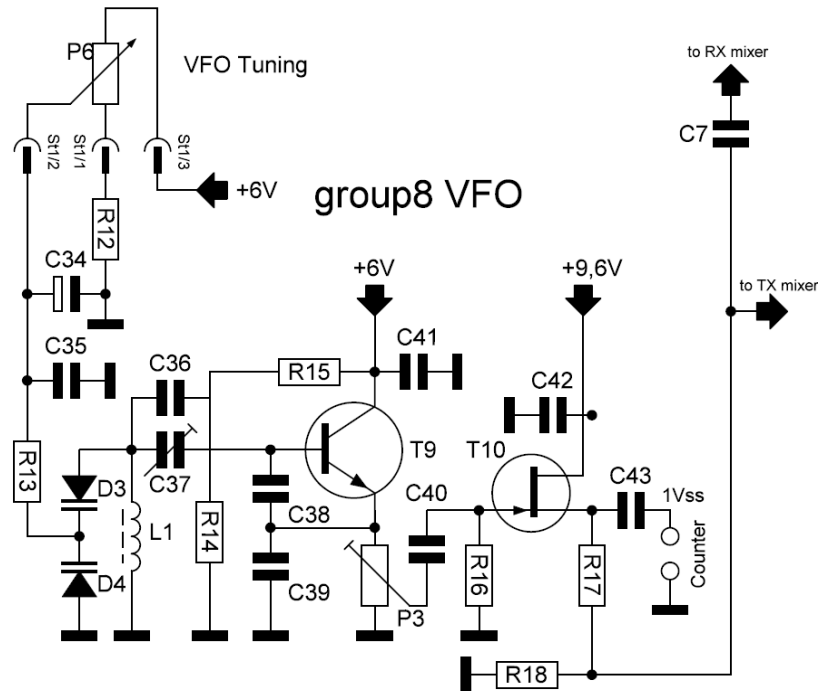 to RX mixer
P6
VFO Tuning
C7
St1/2
St1/1
St1/3
+6V
group8 VFO
R12
C34
+6V
+9,6V
to TX mixer
C35
C36
R15
C41
C42
R13
D3
C37
T9
T10
C43
1Vss
C40
L1
R14
C38
Counter
D4
C39
R16
R17
P3
R18